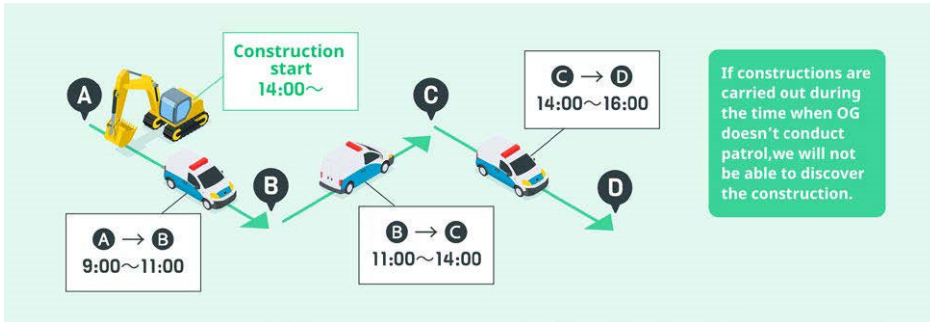 Construction
start
14:00～
A
B
C
D
A → B
9:00～11:00
B → C
11:00～14:00
C → D
14:00～16:00
If constructions are
carried out during
the time when OG
doesn't conduct
patrol,we will not
be able to discover
the construction.